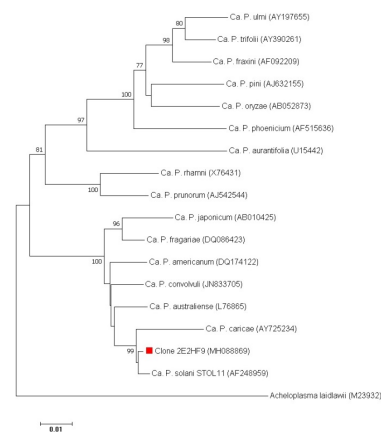 80
Ca. P. ulmi (AY197655)
98
Ca. P. trifolii (AY390261)
Ca. P. fraxini (AF092209)
77
Ca. P. pini (AJ632155)
100
Ca. P. oryzae (AB052873)
97
Ca. P. phoenicium (AF515636)
Ca. P. aurantifolia (U15442)
81
Ca. P. rhamni (X76431)
100
Ca. P. prunorum (AJ542544)
96
Ca. P. japonicum (AB010425)
Ca. P. fragariae (DQ086423)
100
Ca. P. americanum (DQ174122)
Ca. P. convolvuli (JN833705)
Ca. P. australiense (L76865)
Ca. P. caricae (AY725234)
99
Clone 2E2HF9 (MH088869)
Ca. P. solani STOL11 (AF248959)
Acheloplasma laidlawii (M23932)
0.01